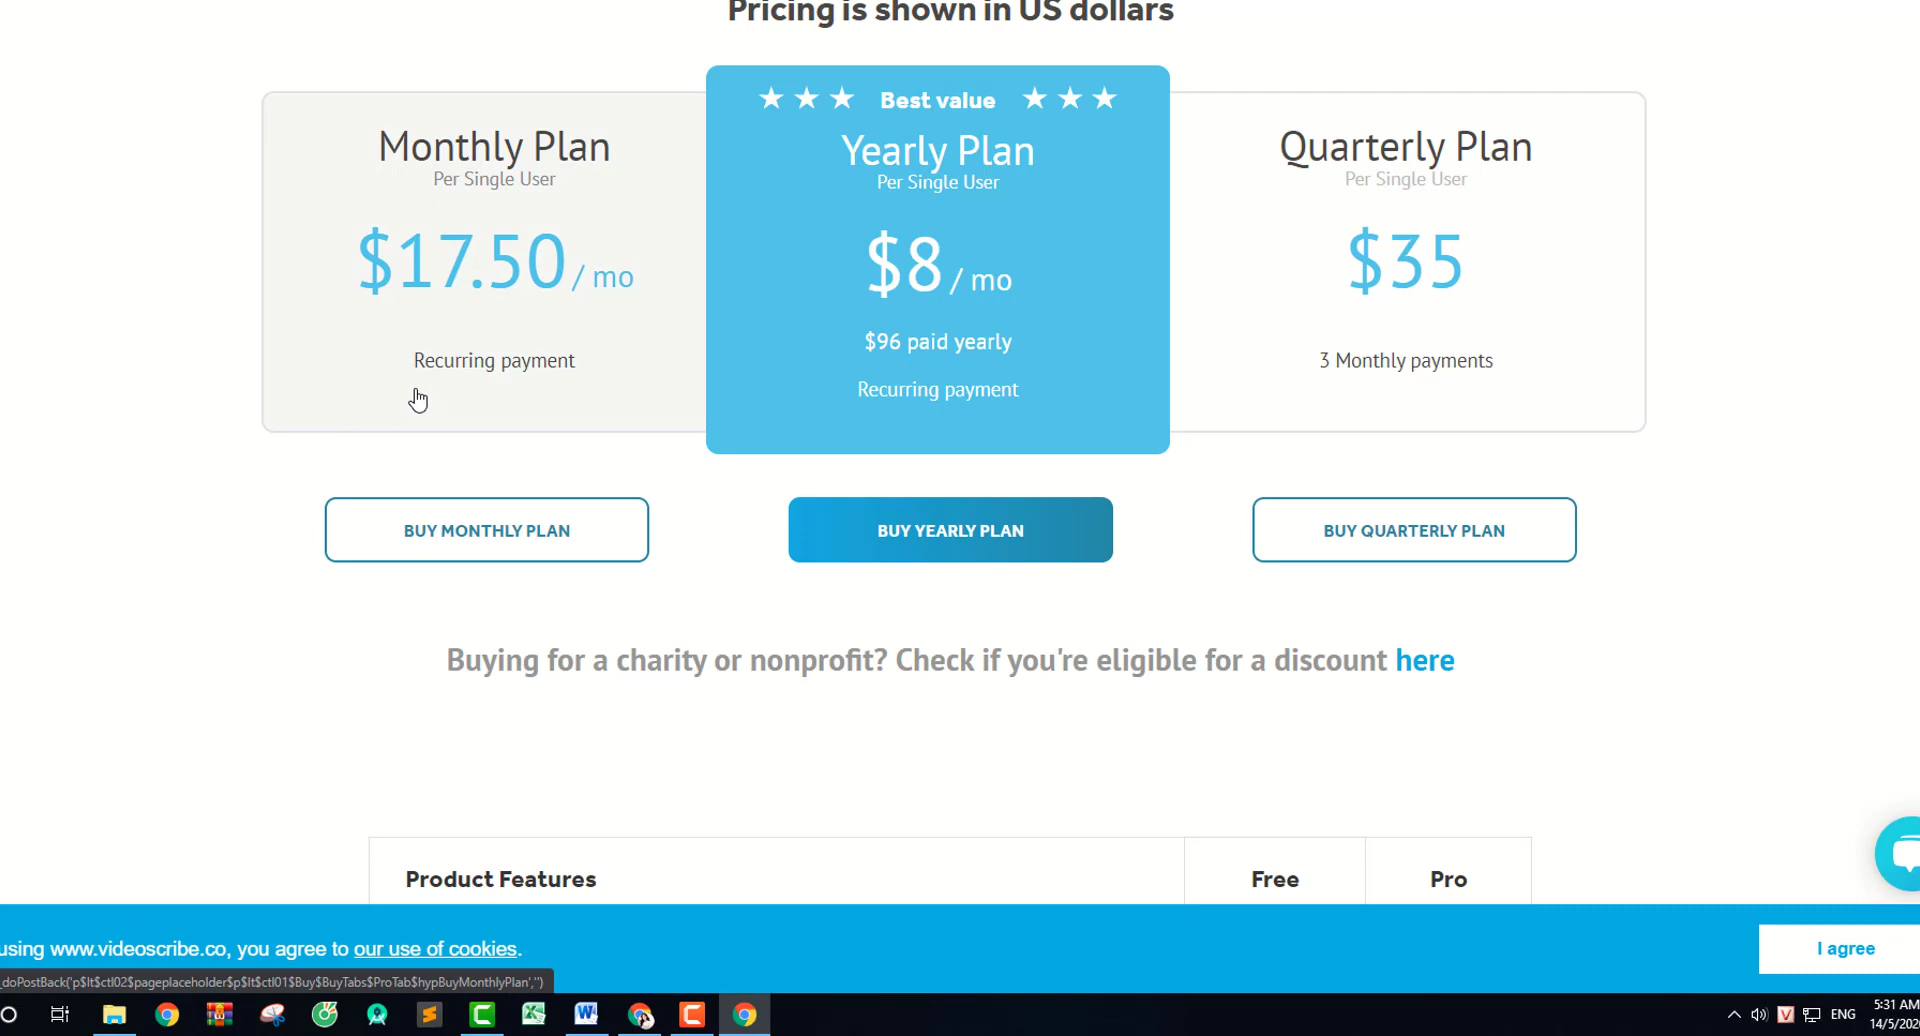 Pricing is shown in US dollars
Monthly Plan
Per Single User
$17.50 / mo
Recurring payment
Best value
Yearly Plan
Per Single User
$8 / mo
$96 paid yearly
Recurring payment
Quarterly Plan
Per Single User
$35
3 Monthly payments
BUY MONTHLY PLAN
BUY YEARLY PLAN
BUY QUARTERLY PLAN
Buying for a charity or nonprofit? Check if you're eligible for a discount here
Product Features
Free
Pro
using www.videoscribe.co, you agree to our use of cookies.
I agree
_doPostBack('p$lt$ctl02$pageplaceholder$p$lt$ctl01$Buy$BuyTabs$ProTab$hypBuyMonthlyPlan','')
ENG
5:31 AM
14/5/20